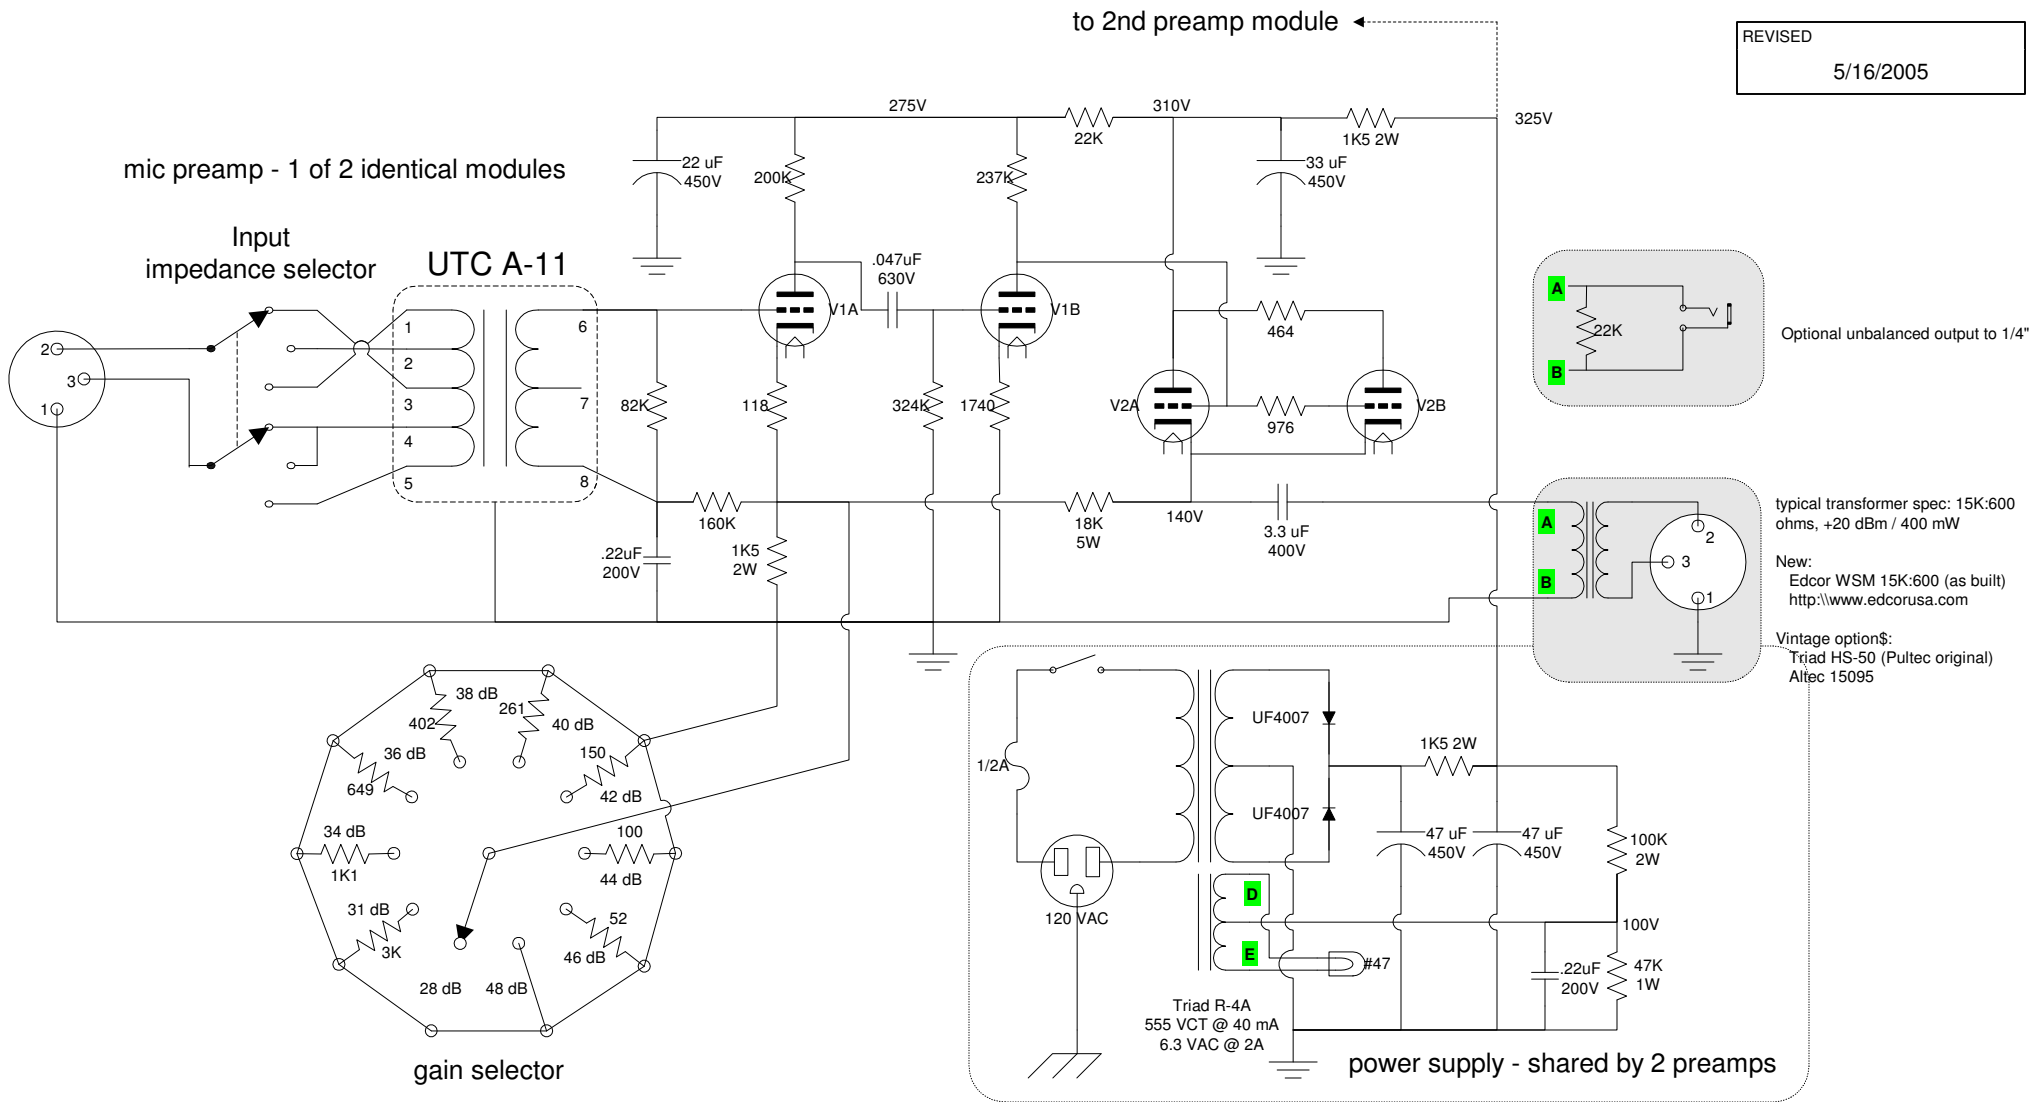 to 2nd preamp module
REVISED
5/16/2005
275V
310V
325V
22K
1K5 2W
mic preamp - 1 of 2 identical modules
22 uF
450V
200K
237K
33 uF
450V
Input
impedance selector
UTC A-11
.047uF
630V
V1A
V1B
464
A
22K
B
Optional unbalanced output to 1/4"
2
3
1
1
2
3
4
5
6
7
8
82K
118
324K
1740
V2A
V2B
976
160K
18K
5W
140V
3.3 uF
400V
.22uF
200V
1K5
2W
A
B
2
3
1
typical transformer spec: 15K:600
ohms, +20 dBm / 400 mW
New:
Edcor WSM 15K:600 (as built)
http:\\www.edcorusa.com
Vintage option$:
Triad HS-50 (Pultec original)
Altec 15095
38 dB
402
261
40 dB
36 dB
649
150
42 dB
34 dB
1K1
100
44 dB
31 dB
3K
52
46 dB
28 dB
48 dB
gain selector
1/2A
120 VAC
UF4007
UF4007
1K5 2W
47 uF
450V
47 uF
450V
100K
2W
D
E
#47
100V
.22uF
200V
47K
1W
Triad R-4A
555 VCT @ 40 mA
6.3 VAC @ 2A
power supply - shared by 2 preamps